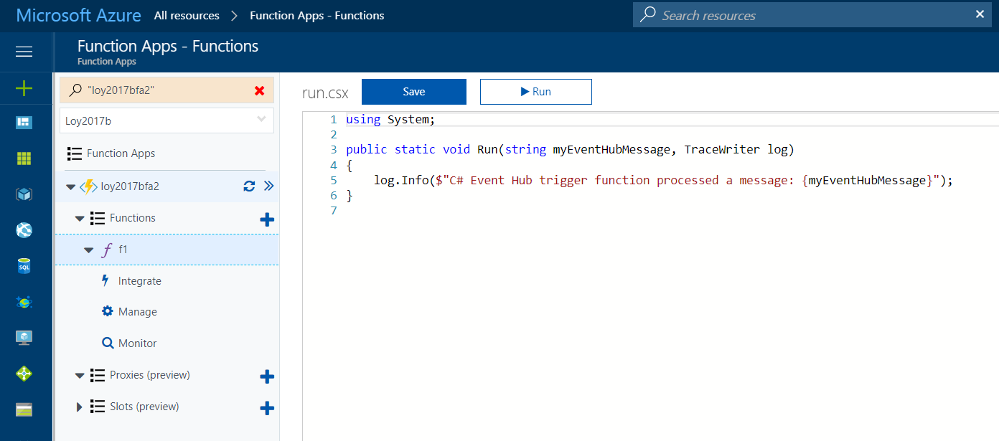 Microsoft Azure All resources > Function Apps - Functions Search resources
Function Apps - Functions
Function Apps
"loy2017bfa2"
Loy2017b
Function Apps
loy2017bfa2
Functions
f1
Integrate
Manage
Monitor
Proxies (preview)
Slots (preview)
SQL
run.csx Save Run
1 using System;
2
3 public static void Run(string myEventHubMessage, TraceWriter log)
4 {
5     log.Info($"C# Event Hub trigger function processed a message: {myEventHubMessage}");
6 }
7